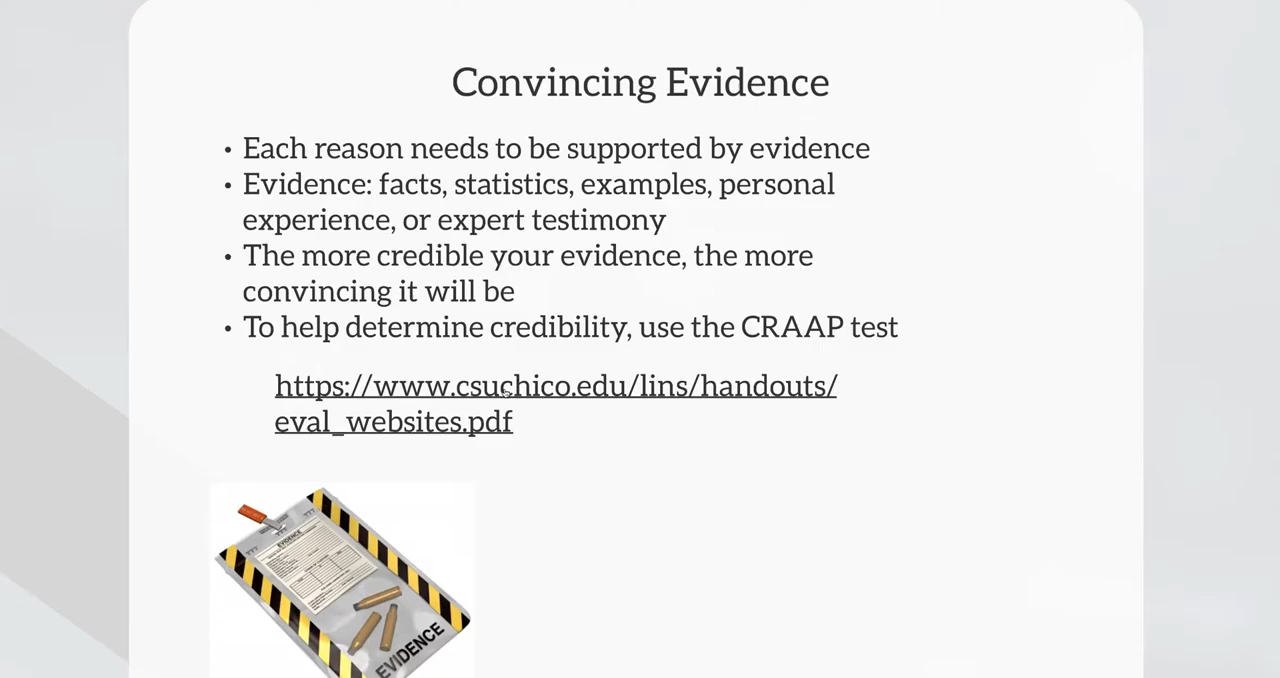 Convincing Evidence
• Each reason needs to be supported by evidence
• Evidence: facts, statistics, examples, personal
experience, or expert testimony
• The more credible your evidence, the more
convincing it will be
• To help determine credibility, use the CRAAP test
https://www.csuchico.edu/lins/handouts/
eval_websites.pdf
EVIDENCE
EVIDENCE